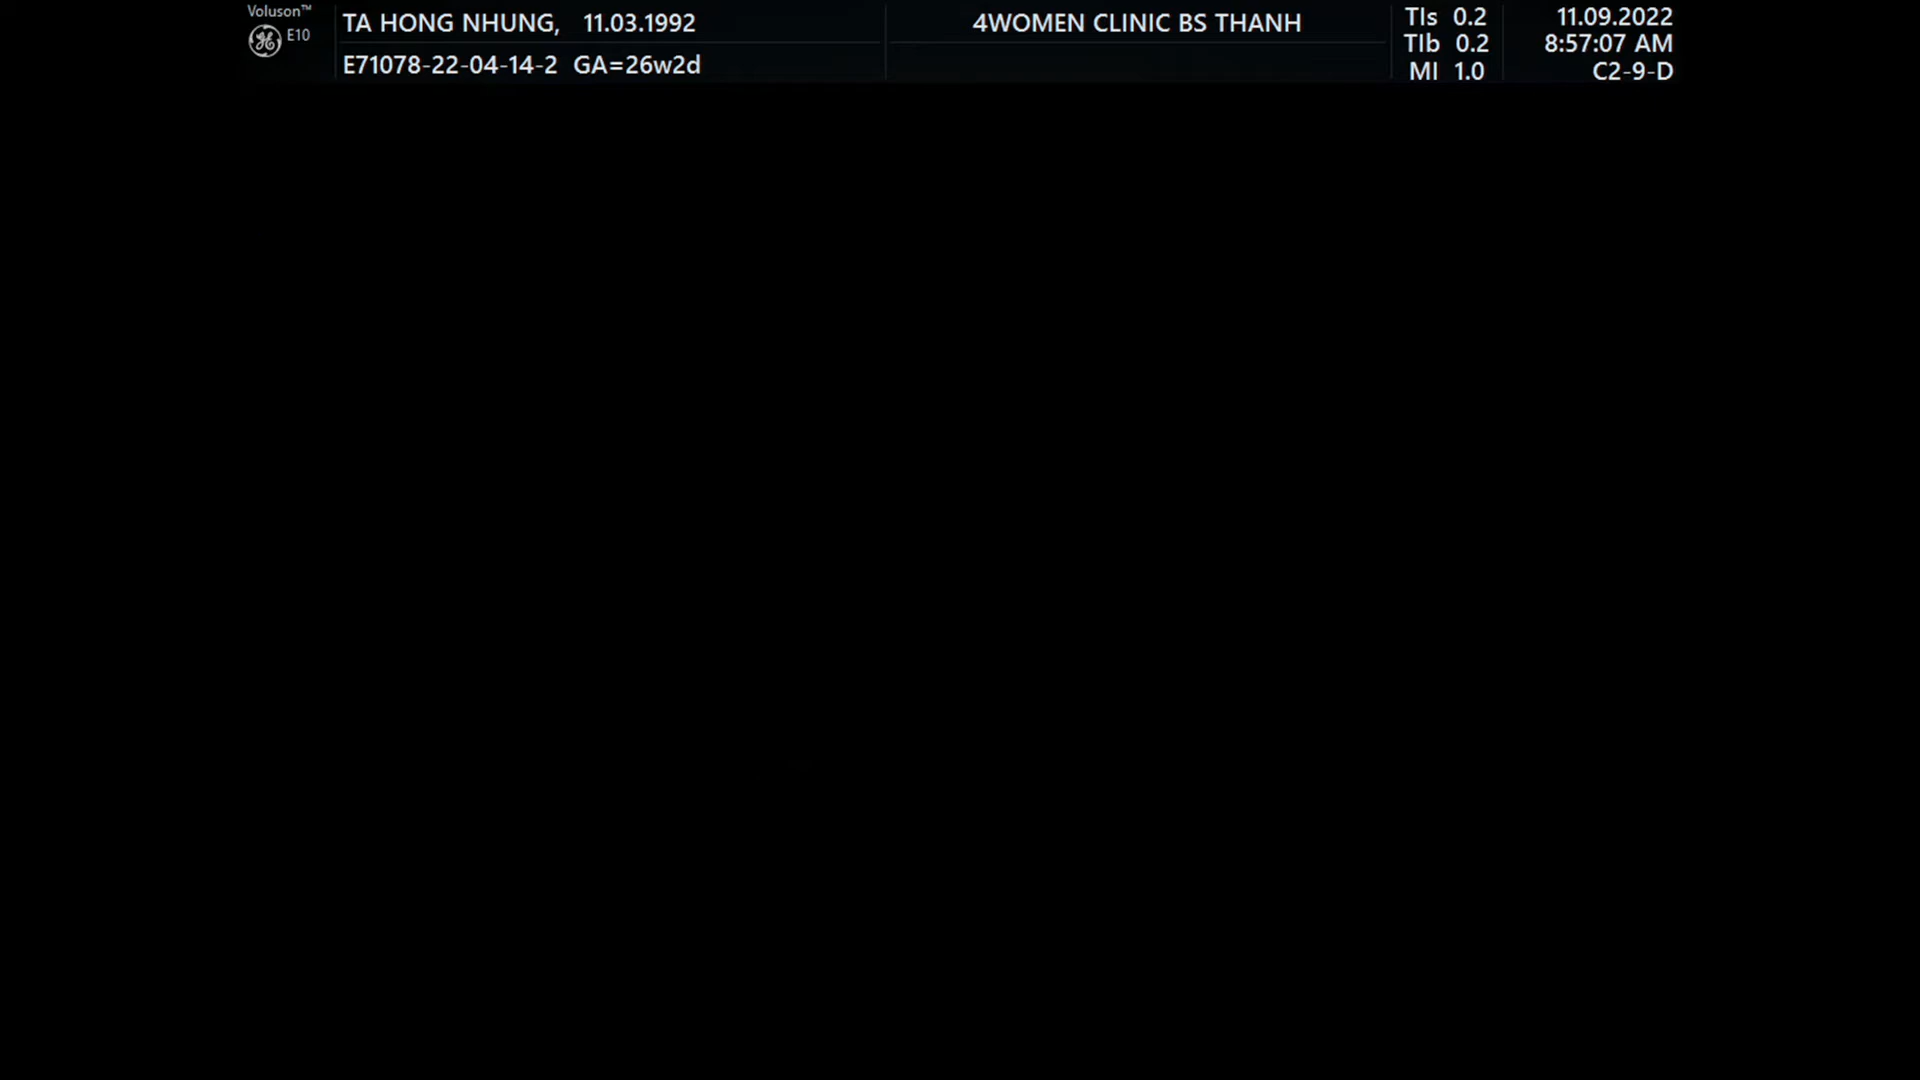 Voluson™
E10
TA HONG NHUNG, 11.03.1992
E71078-22-04-14-2 GA=26w2d
4WOMEN CLINIC BS THANH
TIs 0.2
TIb 0.2
MI 1.0
11.09.2022
8:57:07 AM
C2-9-D